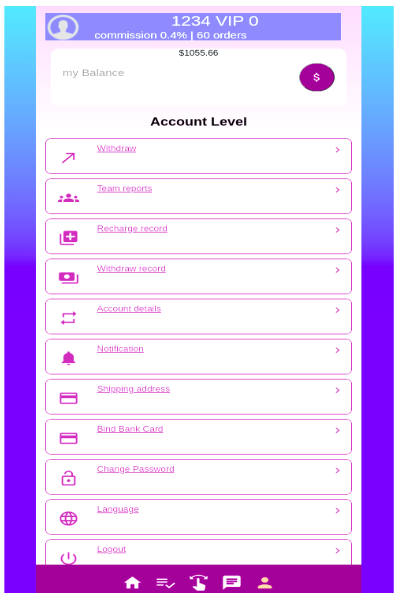 1234 VIP 0
commission 0.4% | 60 orders
$1055.66
my Balance
$
Account Level
Withdraw
Team reports
Recharge record
Withdraw record
Account details
Notification
Shipping address
Bind Bank Card
Change Password
Language
Logout